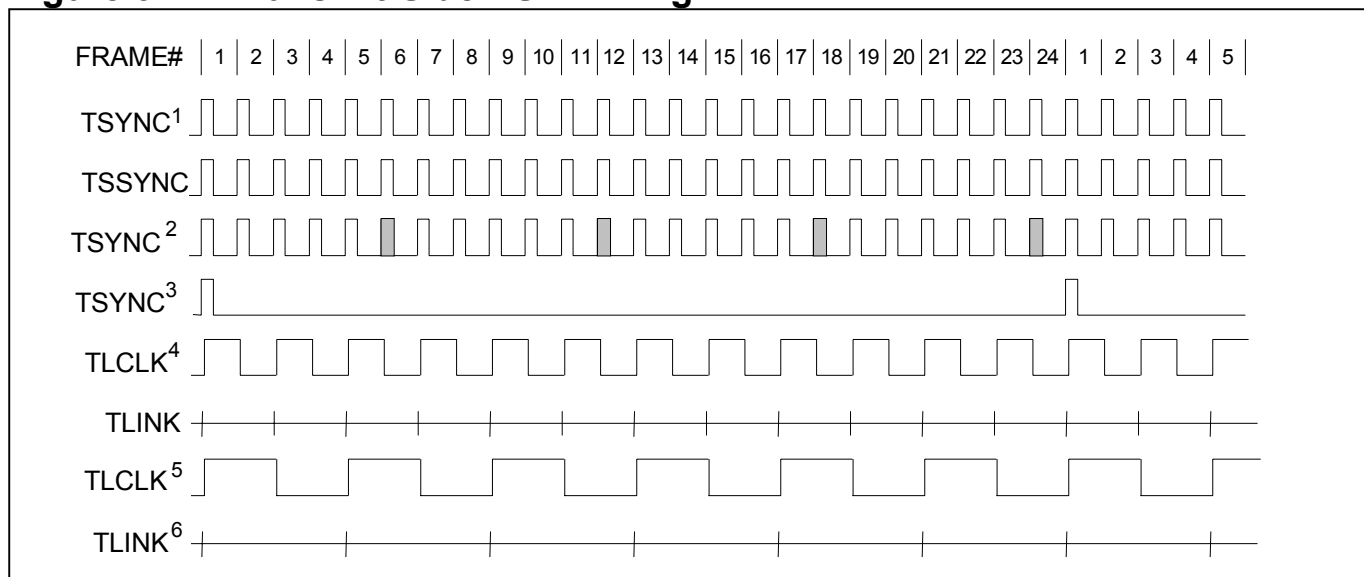 FRAME# 1 2 3 4 5 6 7 8 9 10 11 12 13 14 15 16 17 18 19 20 21 22 23 24 1 2 3 4 5
TSYNC¹
TSSYNC
TSYNC²
TSYNC³
TLCLK⁴
TLINK
TLCLK⁵
TLINK⁶